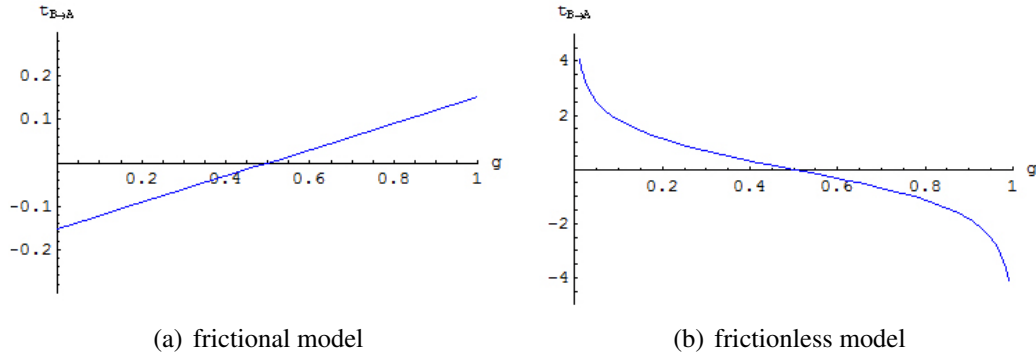 t_{B→A}
0.2
0.1
-0.1
-0.2
0.2 0.4 0.6 0.8 1
g
(a) frictional model
t_{B→A}
4
2
-2
-4
0.2 0.4 0.6 0.8 1
g
(b) frictionless model